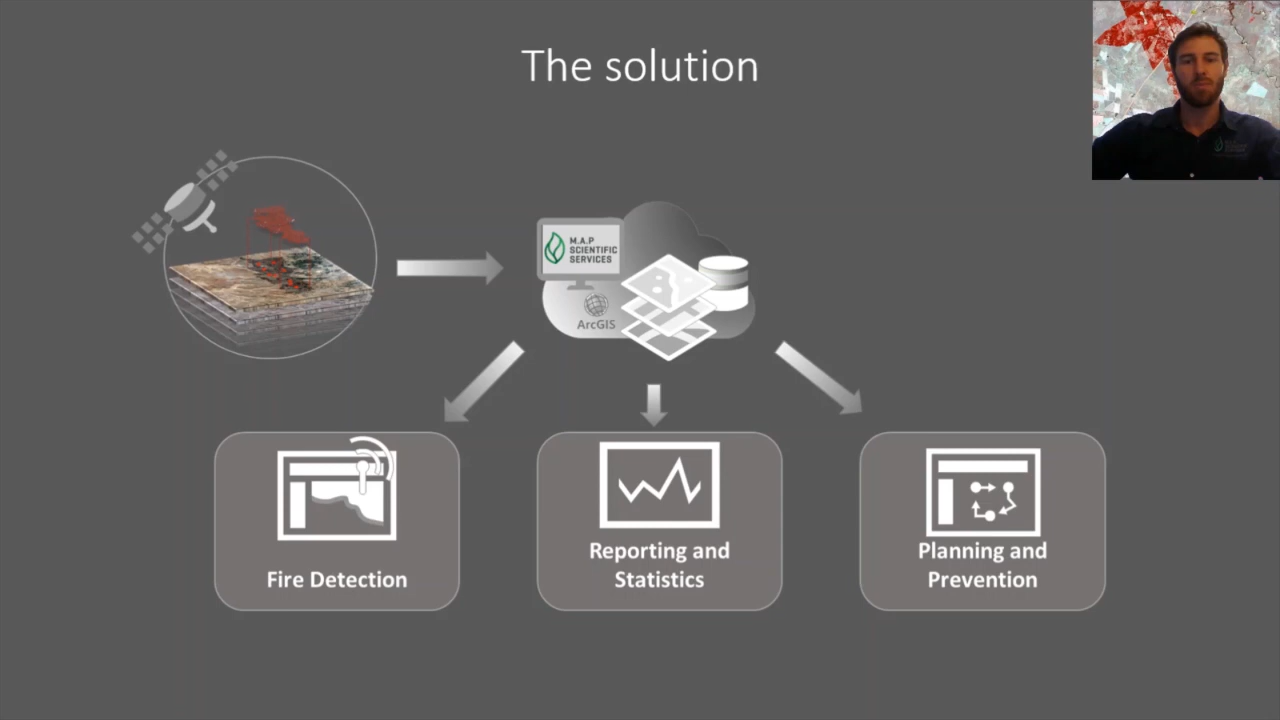 The solution
M.A.P
SCIENTIFIC
SERVICES
ArcGIS
Fire Detection
Reporting and
Statistics
Planning and
Prevention